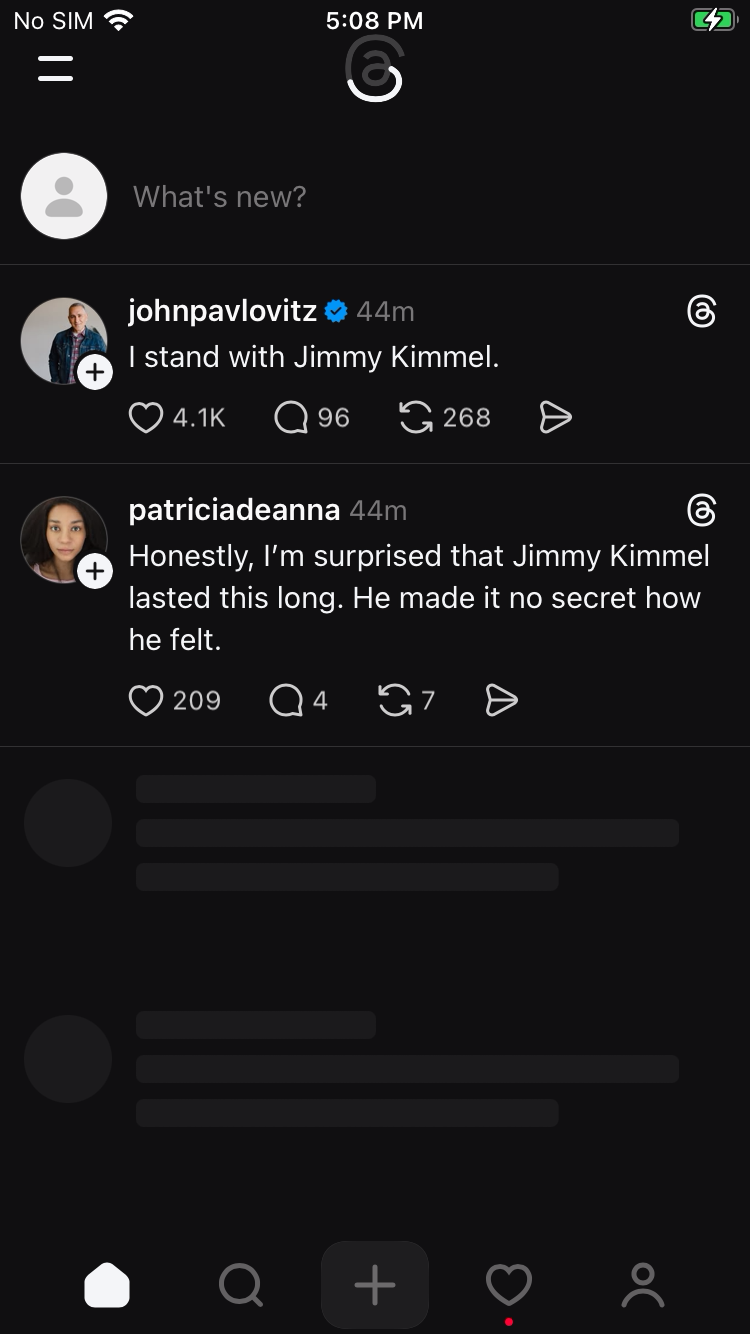 No SIM 5:08 PM
What's new?
johnpavlovitz 44m
I stand with Jimmy Kimmel.
4.1K 96 268
patriciadeanna 44m
Honestly, I’m surprised that Jimmy Kimmel
lasted this long. He made it no secret how
he felt.
209 4 7